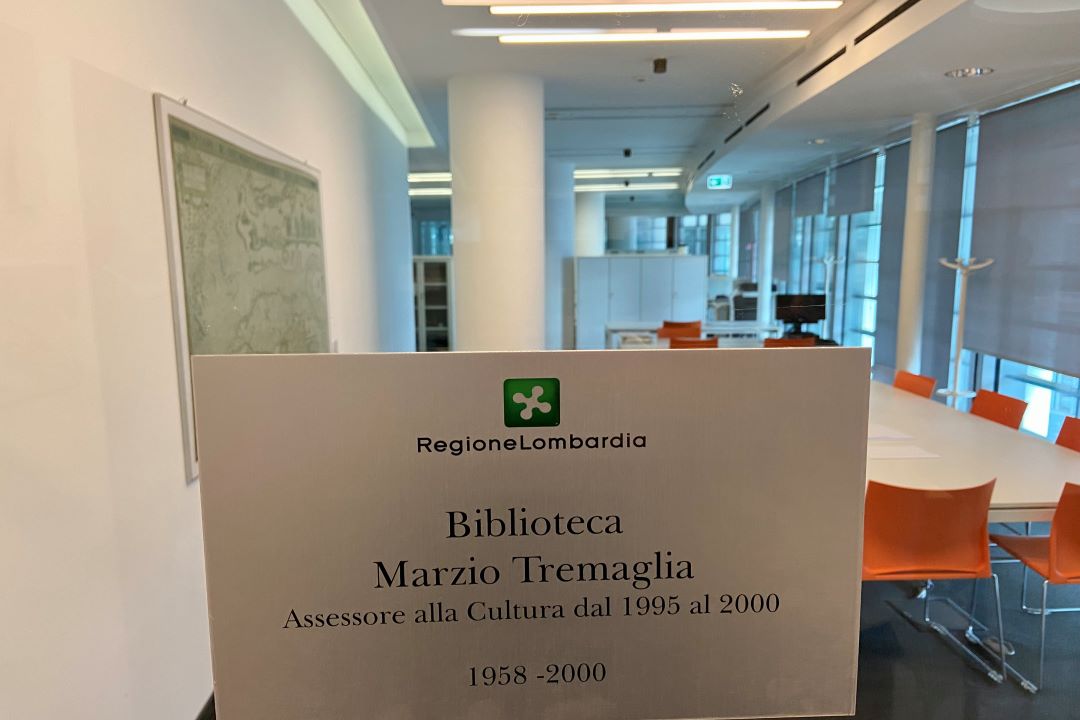 RegioneLombardia
Biblioteca
Marzio Tremaglia
Assessore alla Cultura dal 1995 al 2000
1958 -2000